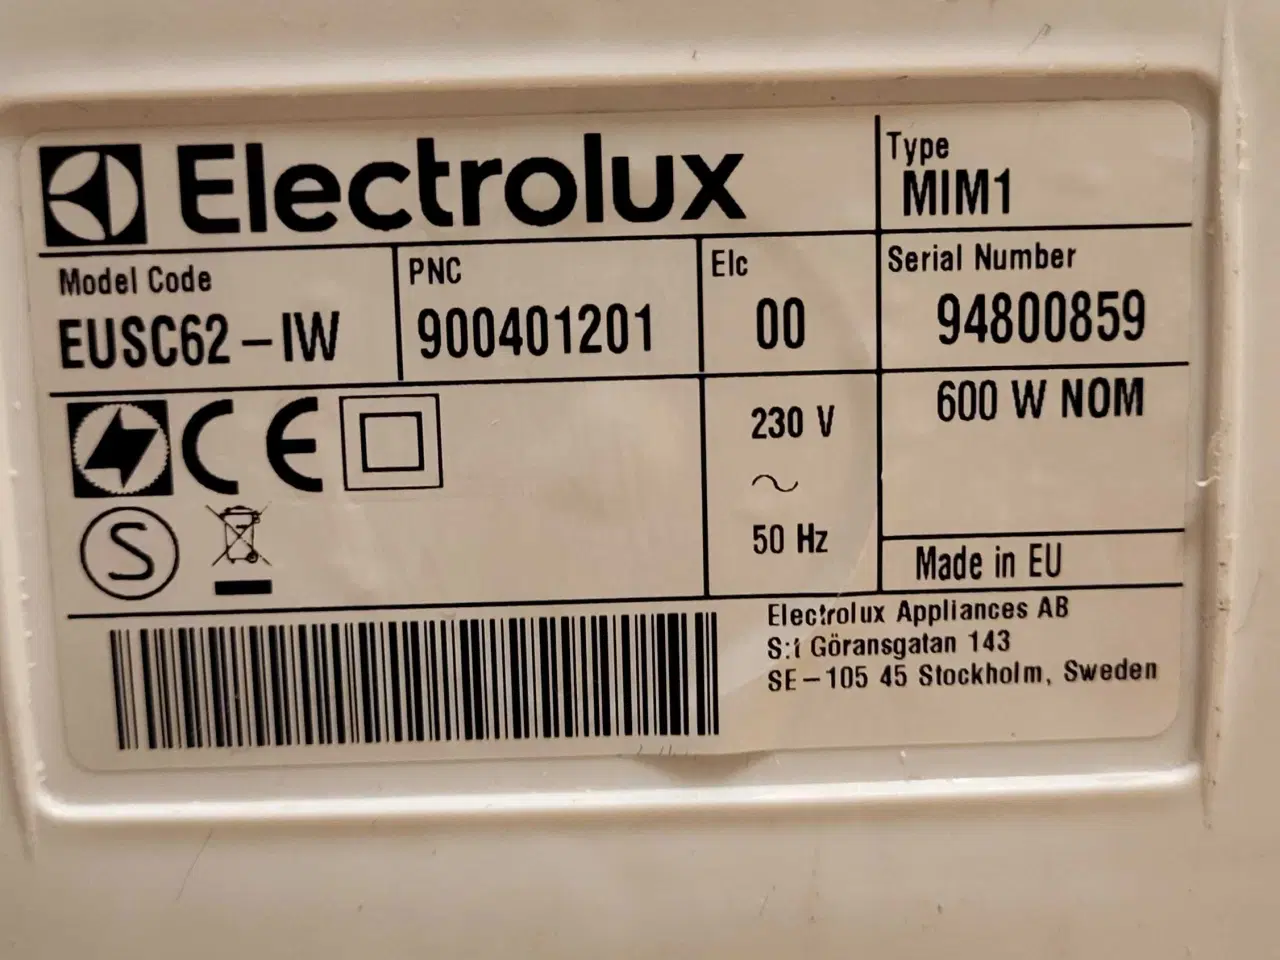 Electrolux
Type
MIM1
Model Code
EUSC62-IW
PNC
900401201
Elc
00
Serial Number
94800859
CE
230 V
~
50 Hz
600 W NOM
S
Made in EU
Electrolux Appliances AB
S:t Göransgatan 143
SE-105 45 Stockholm, Sweden